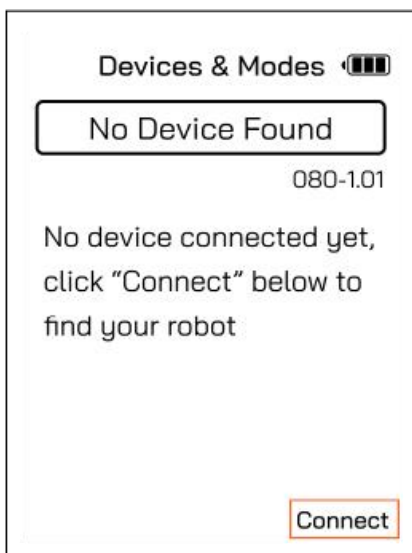 Devices & Modes
No Device Found
080-1.01
No device connected yet,
click “Connect” below to
find your robot
Connect